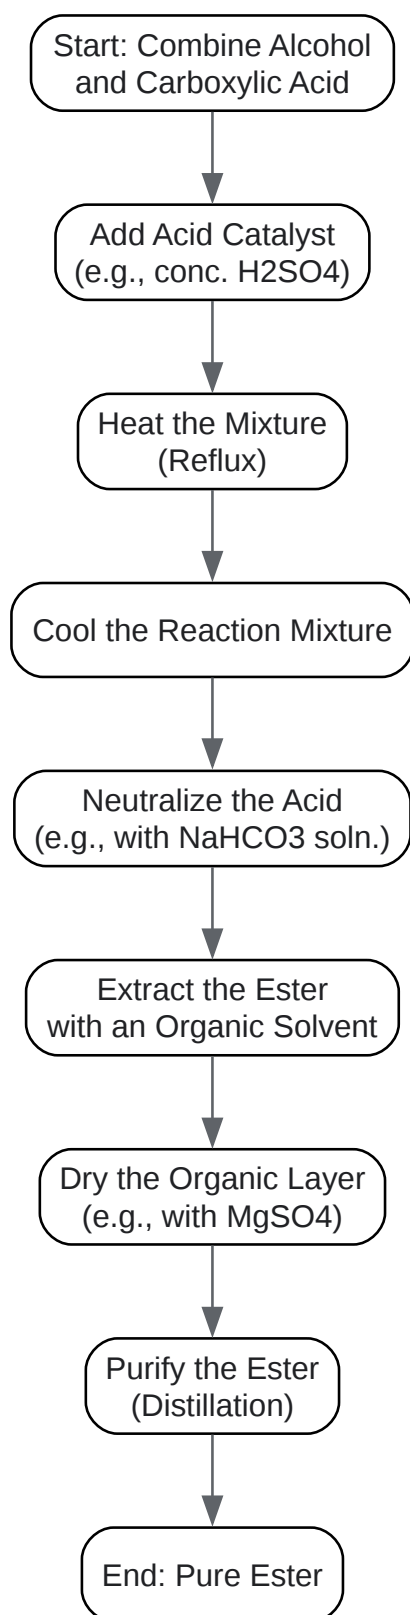 Start: Combine Alcohol
and Carboxylic Acid
Add Acid Catalyst
(e.g., conc. H2SO4)
Heat the Mixture
(Reflux)
Cool the Reaction Mixture
Neutralize the Acid
(e.g., with NaHCO3 soln.)
Extract the Ester
with an Organic Solvent
Dry the Organic Layer
(e.g., with MgSO4)
Purify the Ester
(Distillation)
End: Pure Ester